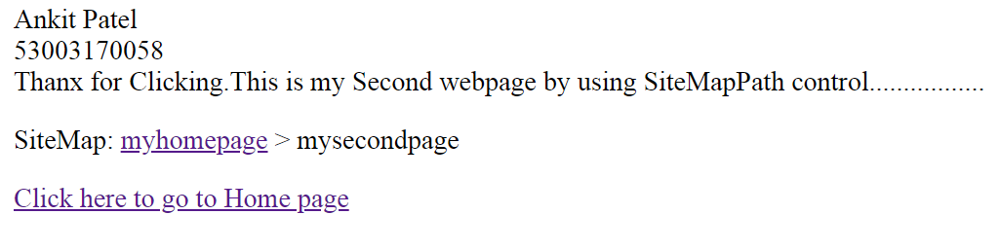 Ankit Patel
53003170058
Thanx for Clicking.This is my Second webpage by using SiteMapPath control.................
SiteMap: myhomepage > mysecondpage
Click here to go to Home page